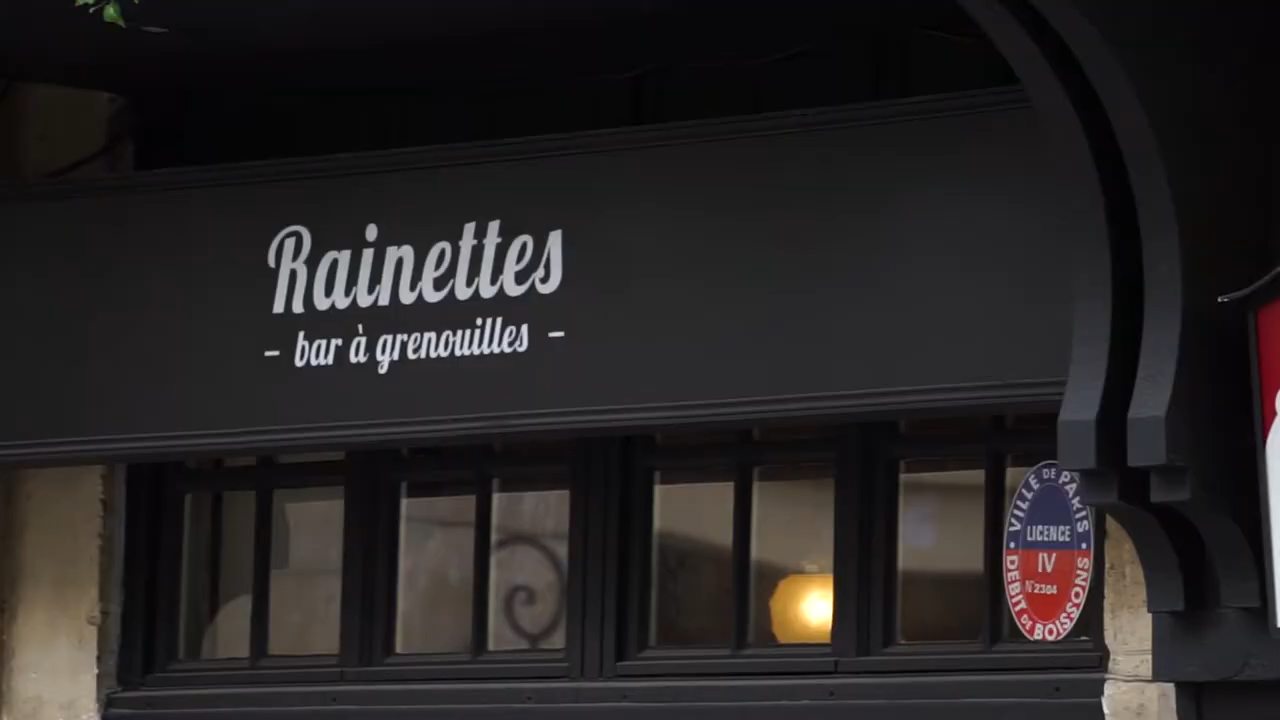 Rainettes
- bar à grenouilles -
VILLE DE PARIS
LICENCE
IV
N°2304
DEBIT DE BOISSONS